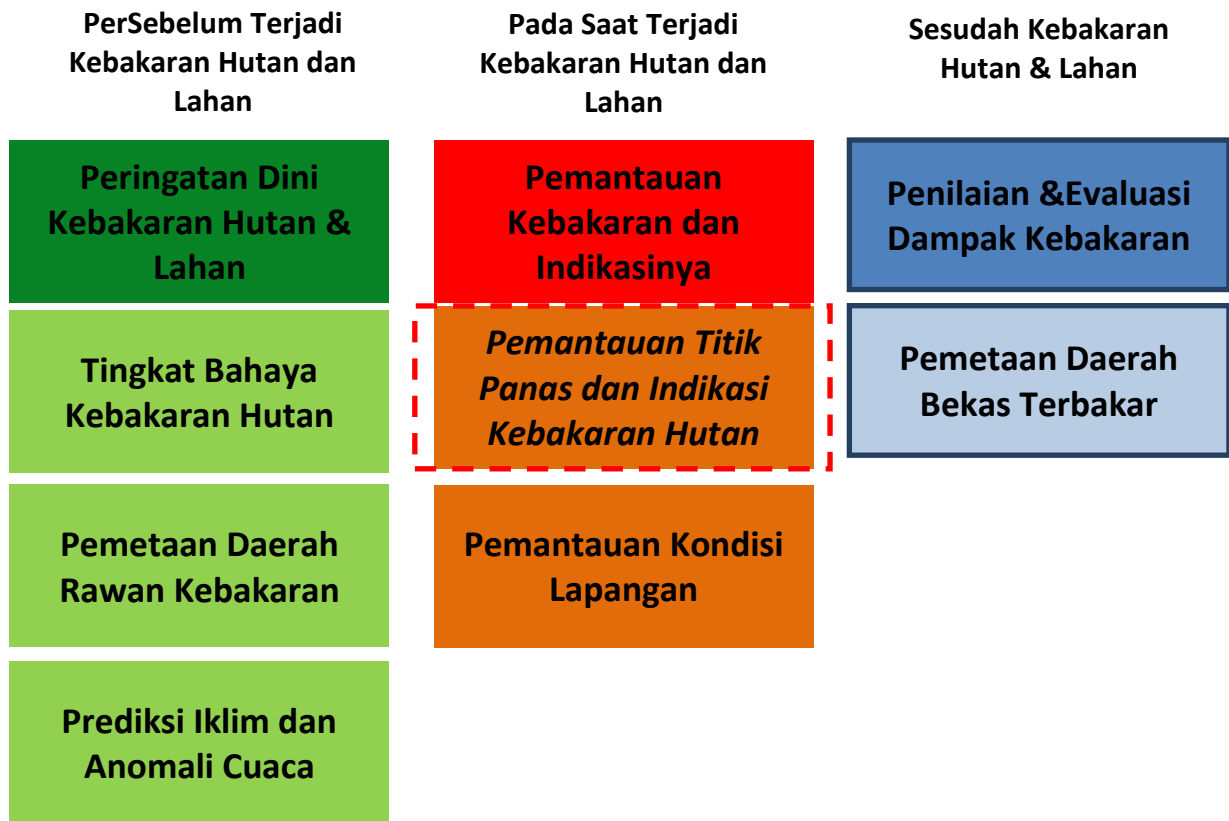 PerSebelum Terjadi
Kebakaran Hutan dan
Lahan
Pada Saat Terjadi
Kebakaran Hutan dan
Lahan
Sesudah Kebakaran
Hutan & Lahan
Peringatan Dini
Kebakaran Hutan &
Lahan
Tingkat Bahaya
Kebakaran Hutan
Pemetaan Daerah
Rawan Kebakaran
Prediksi Iklim dan
Anomali Cuaca
Pemantauan
Kebakaran dan
Indikasinya
Pemantauan Titik
Panas dan Indikasi
Kebakaran Hutan
Pemantauan Kondisi
Lapangan
Penilaian &Evaluasi
Dampak Kebakaran
Pemetaan Daerah
Bekas Terbakar